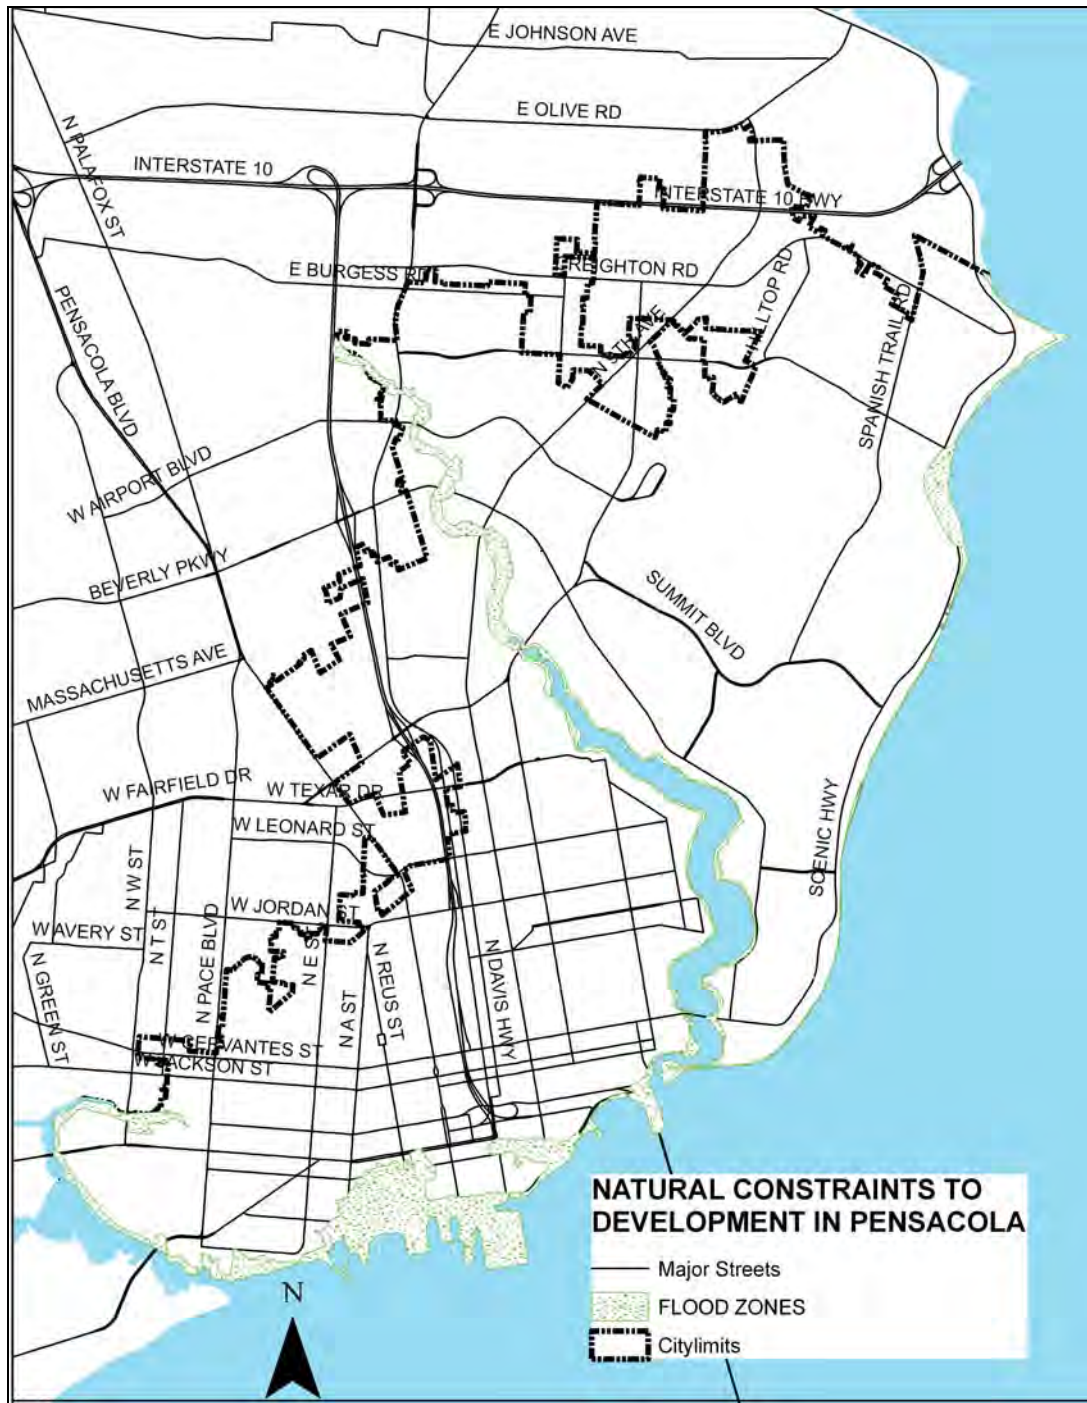 E JOHNSON AVE
E OLIVE RD
N PALAFOX ST
INTERSTATE 10
INTERSTATE 10 HWY
E BURGESS RD
REIGHTON RD
HILLTOP RD
PENSACOLA BLVD
N 9TH AVE
SPANISH TRAIL RD
W AIRPORT BLVD
BEVERLY PKWY
SUMMIT BLVD
MASSACHUSETTS AVE
W FAIRFIELD DR
W TEXAR DR
W LEONARD ST
SCENIC HWY
N W ST
N T ST
W JORDAN ST
W AVERY ST
N PACE BLVD
N E ST
N GREEN ST
N A ST
N REUS ST
N DAVIS HWY
W CERVANTES ST
W JACKSON ST
NATURAL CONSTRAINTS TO
DEVELOPMENT IN PENSACOLA
Major Streets
FLOOD ZONES
Citylimits
N